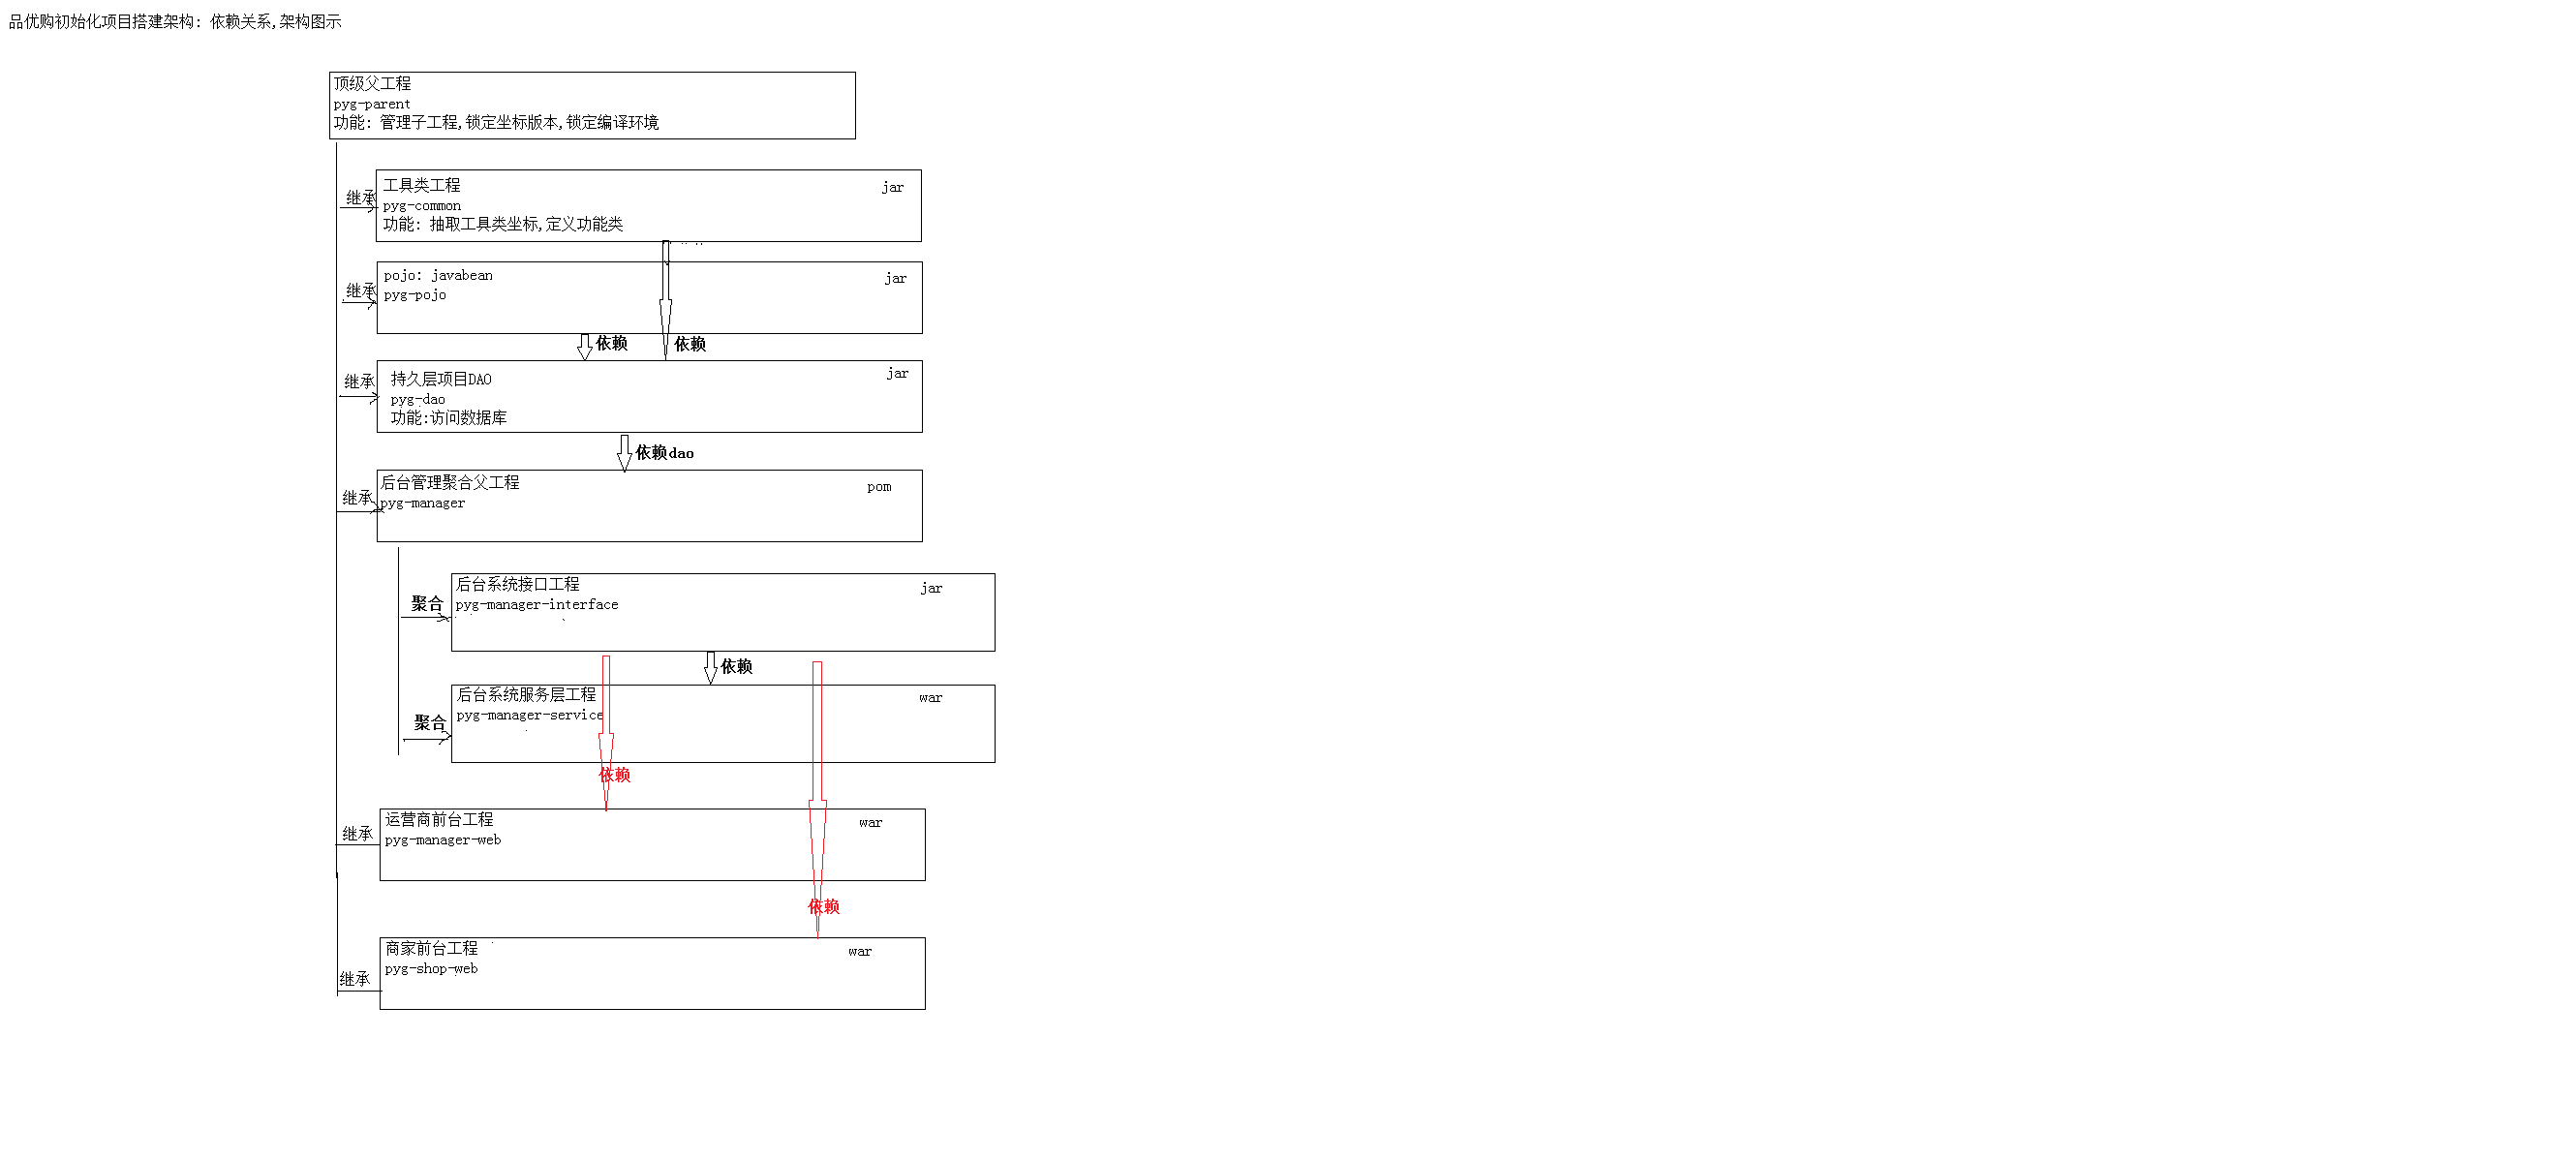 品优购初始化项目搭建架构: 依赖关系,架构图示
顶级父工程
pyg-parent
功能: 管理子工程,锁定坐标版本,锁定编译环境
继承
工具类工程
jar
pyg-common
功能: 抽取工具类坐标,定义功能类
继承
pojo: javabean
jar
pyg-pojo
依赖
依赖
继承
持久层项目DAO
jar
pyg-dao
功能:访问数据库
依赖dao
继承
后台管理聚合父工程
pom
pyg-manager
聚合
后台系统接口工程
jar
pyg-manager-interface
依赖
聚合
后台系统服务层工程
war
pyg-manager-service
依赖
继承
运营商前台工程
war
pyg-manager-web
依赖
继承
商家前台工程
war
pyg-shop-web